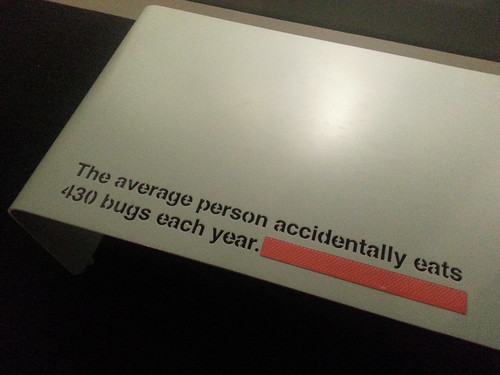 The average person accidentally eats
430 bugs each year.